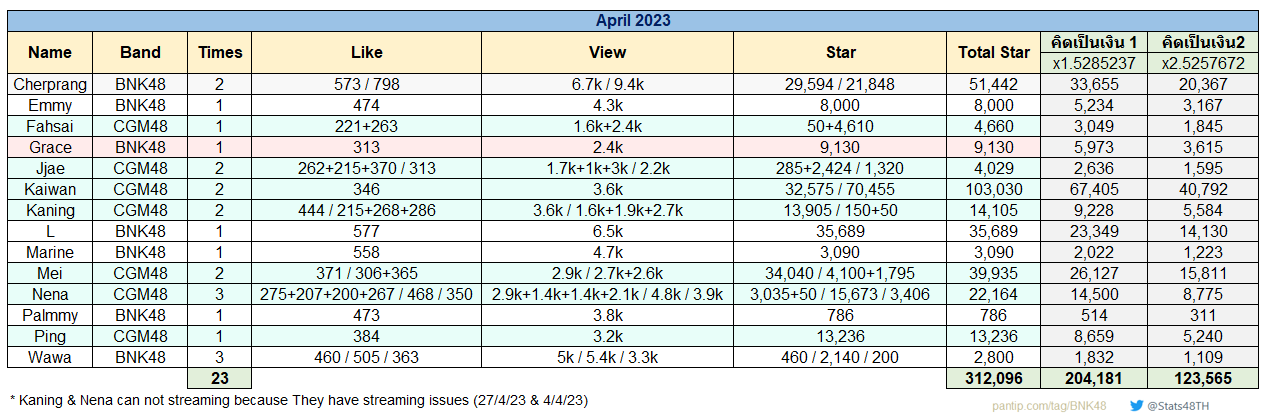 April 2023
Name Band Times Like View Star Total Star คิดเป็นเงิน 1 คิดเป็นเงิน2
x1.5285237 x2.5257672
Cherprang BNK48 2 573 / 798 6.7k / 9.4k 29,594 / 21,848 51,442 33,655 20,367
Emmy BNK48 1 474 4.3k 8,000 8,000 5,234 3,167
Fahsai CGM48 1 221+263 1.6k+2.4k 50+4,610 4,660 3,049 1,845
Grace BNK48 1 313 2.4k 9,130 9,130 5,973 3,615
Jjae CGM48 2 262+215+370 / 313 1.7k+1k+3k / 2.2k 285+2,424 / 1,320 4,029 2,636 1,595
Kaiwan CGM48 2 346 3.6k 32,575 / 70,455 103,030 67,405 40,792
Kaning CGM48 2 444 / 215+268+286 3.6k / 1.6k+1.9k+2.7k 13,905 / 150+50 14,105 9,228 5,584
L BNK48 1 577 6.5k 35,689 35,689 23,349 14,130
Marine BNK48 1 558 4.7k 3,090 3,090 2,022 1,223
Mei CGM48 2 371 / 306+365 2.9k / 2.7k+2.6k 34,040 / 4,100+1,795 39,935 26,127 15,811
Nena CGM48 3 275+207+200+267 / 468 / 350 2.9k+1.4k+1.4k+2.1k / 4.8k / 3.9k 3,035+50 / 15,673 / 3,406 22,164 14,500 8,775
Palmmy BNK48 1 473 3.8k 786 786 514 311
Ping CGM48 1 384 3.2k 13,236 13,236 8,659 5,240
Wawa BNK48 3 460 / 505 / 363 5k / 5.4k / 3.3k 460 / 2,140 / 200 2,800 1,832 1,109
23 312,096 204,181 123,565
* Kaning & Nena can not streaming because They have streaming issues (27/4/23 & 4/4/23)
pantip.com/tag/BNK48 @Stats48TH